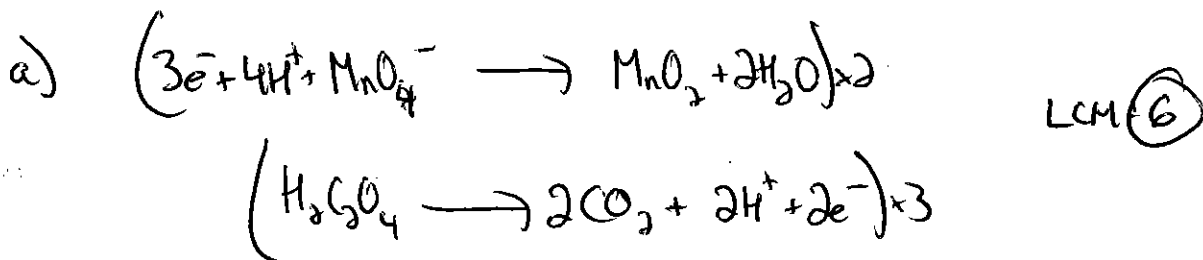 a) (3e⁻ + 4H⁺ + MnO₄⁻ → MnO₂ + 2H₂O)×2
LCM 6
(H₂C₂O₄ → 2CO₂ + 2H⁺ + 2e⁻)×3